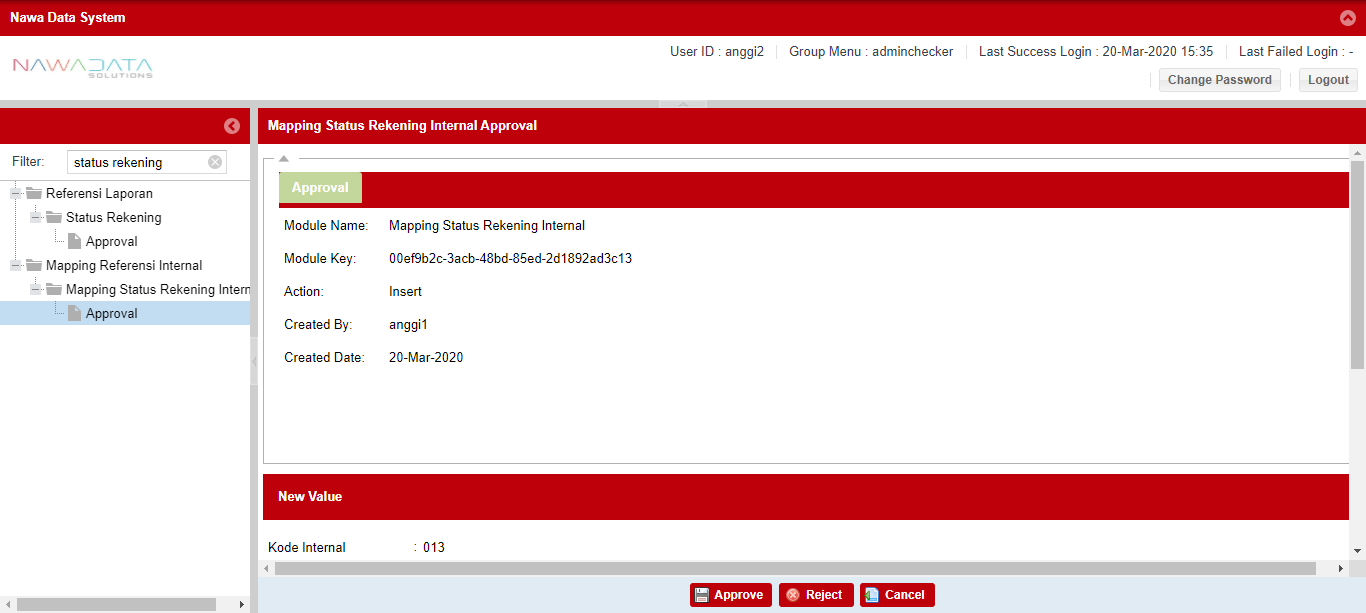 Nawa Data System
NAWADATA
SOLUTIONS
User ID : anggi2
Group Menu : adminchecker
Last Success Login : 20-Mar-2020 15:35
Last Failed Login : -
Change Password
Logout
Mapping Status Rekening Internal Approval
Filter:
status rekening
Referensi Laporan
Status Rekening
Approval
Mapping Referensi Internal
Mapping Status Rekening Intern
Approval
Approval
Module Name: Mapping Status Rekening Internal
Module Key: 00ef9b2c-3acb-48bd-85ed-2d1892ad3c13
Action: Insert
Created By: anggi1
Created Date: 20-Mar-2020
New Value
Kode Internal : 013
Approve
Reject
Cancel